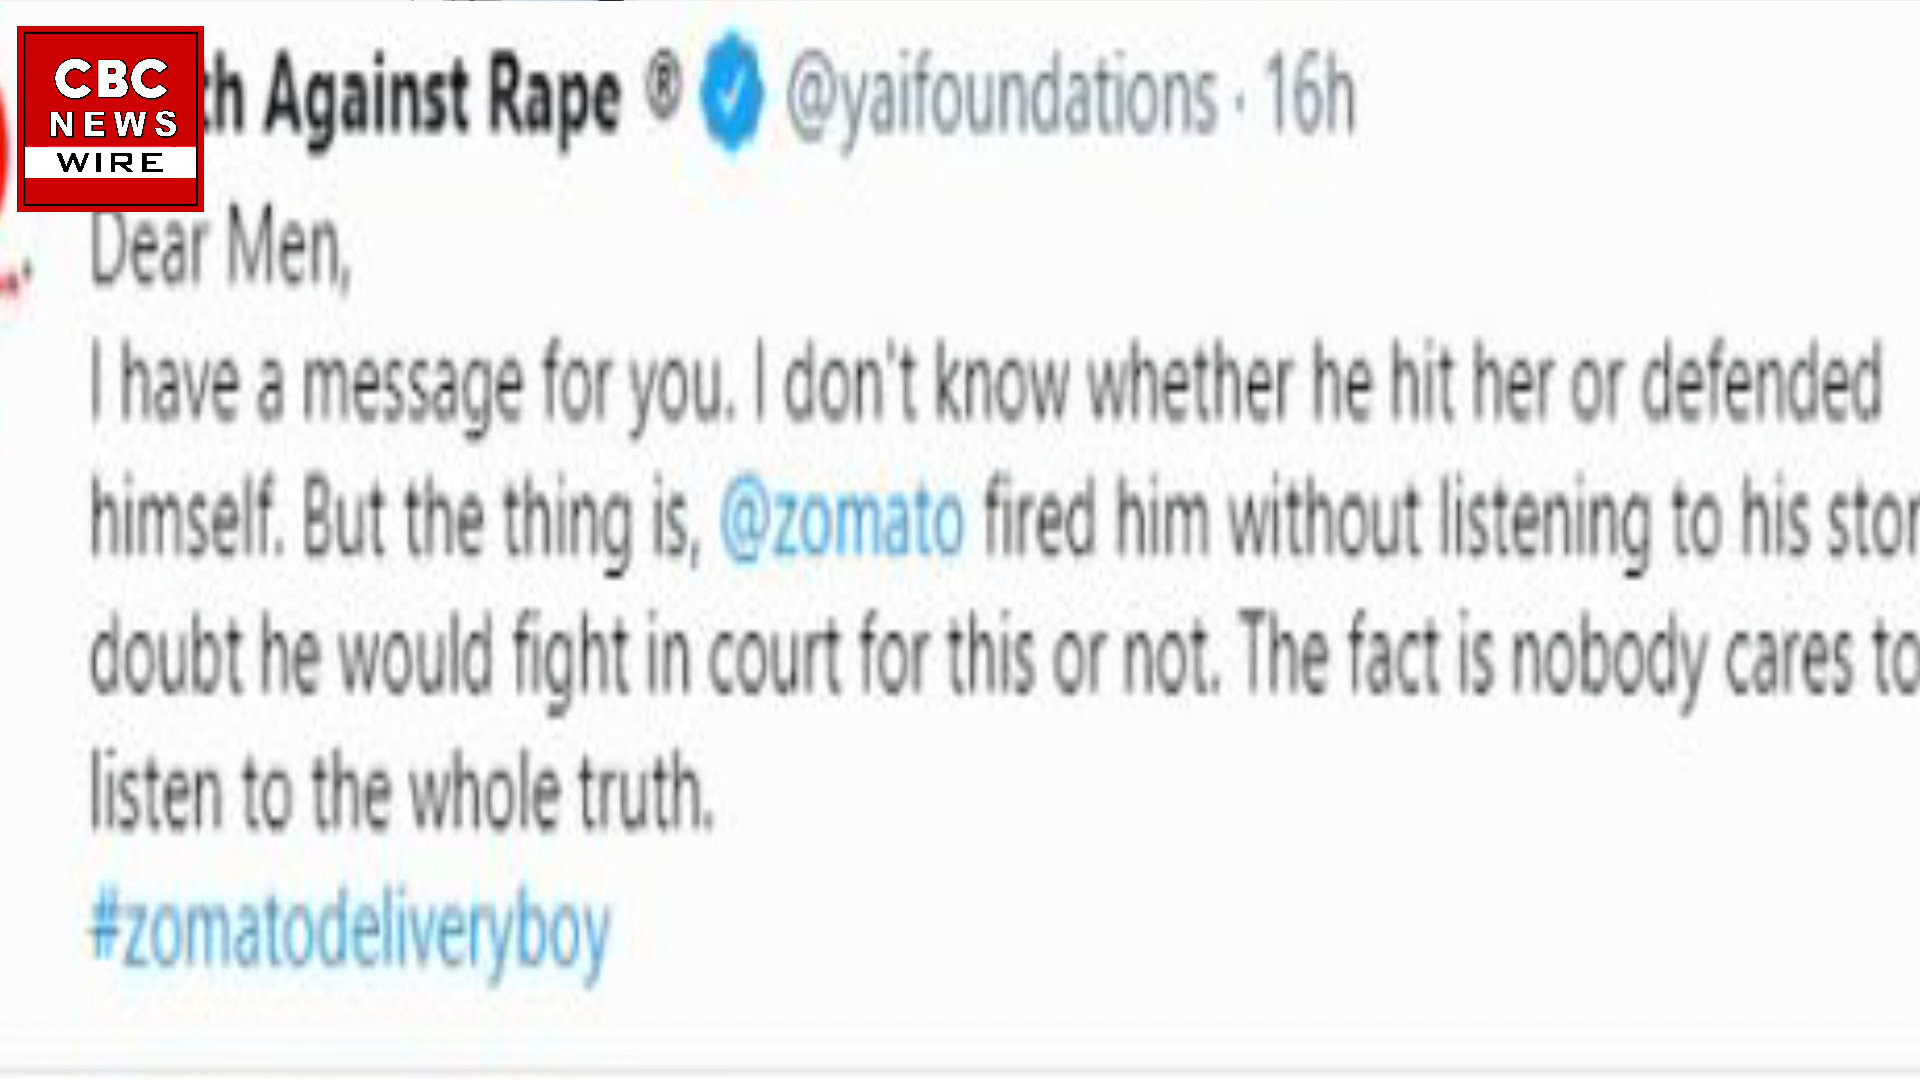 CBC
NEWS
WIRE
th Against Rape ® @yaifoundations · 16h
Dear Men,
I have a message for you. I don't know whether he hit her or defended
himself. But the thing is, @zomato fired him without listening to his stor
doubt he would fight in court for this or not. The fact is nobody cares to
listen to the whole truth.
#zomatodeliveryboy